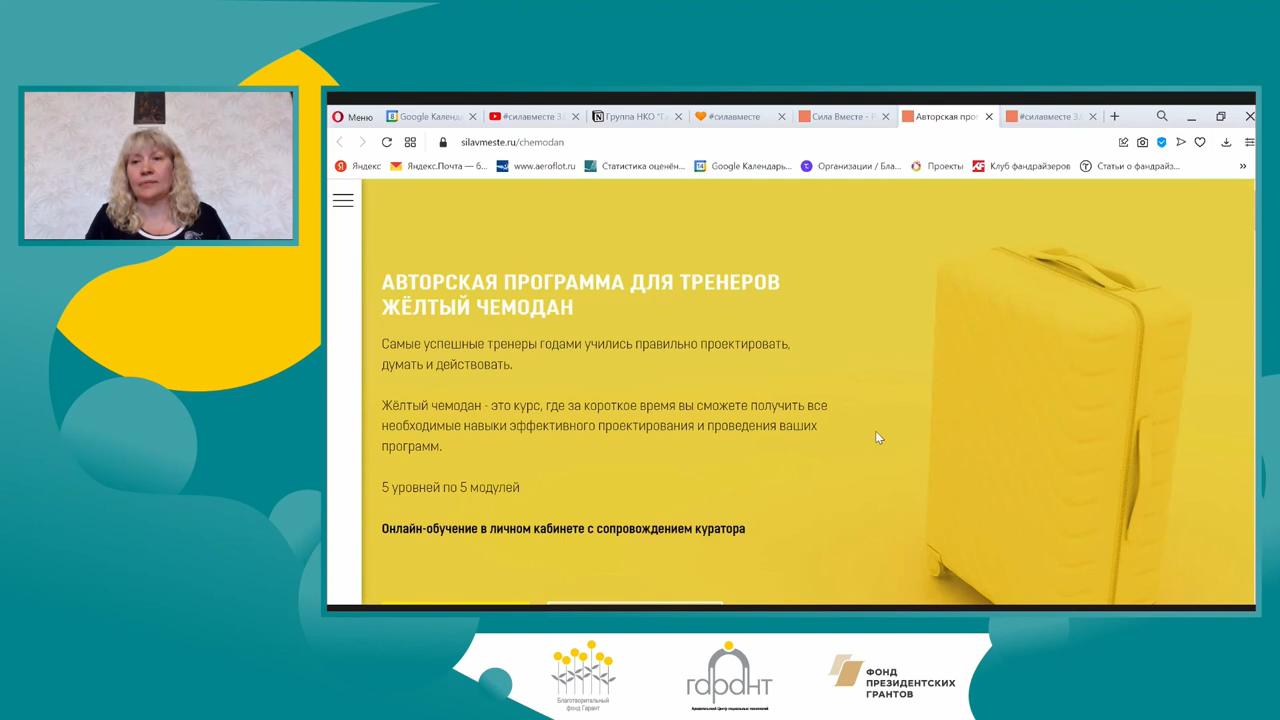 Меню
Google Календ
#силавместе З
Группа НКО "Г
#силавместе
Сила Вместе - Р
Авторская про
#силавместе З
silavmeste.ru/chemodan
Яндекс
Яндекс.Почта — б...
www.aeroflot.ru
Статистика оценён...
Google Календарь...
Организации / Бла...
Проекты
Клуб фандрайзеров
Статьи о фандрайз...
АВТОРСКАЯ ПРОГРАММА ДЛЯ ТРЕНЕРОВ
ЖЁЛТЫЙ ЧЕМОДАН
Самые успешные тренеры годами учились правильно проектировать,
думать и действовать.
Жёлтый чемодан - это курс, где за короткое время вы сможете получить все
необходимые навыки эффективного проектирования и проведения ваших
программ.
5 уровней по 5 модулей
Онлайн-обучение в личном кабинете с сопровождением куратора
Благотворительный
фонд Гарант
гарант
Архангельский Центр социальных технологий
ФОНД
ПРЕЗИДЕНТСКИХ
ГРАНТОВ